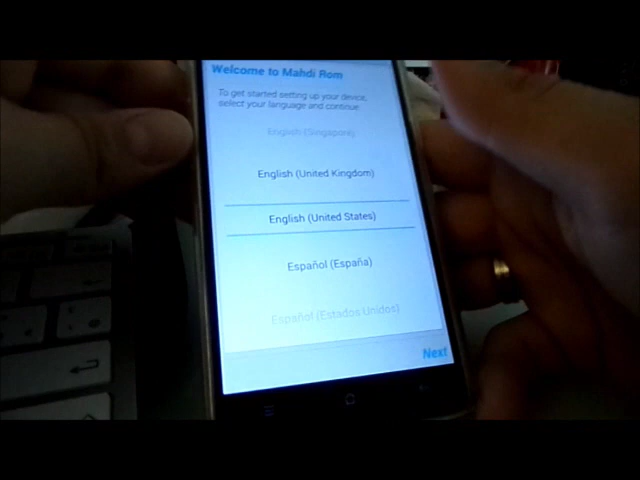 Welcome to Mahdi Rom
To get started setting up your device,
select your language and continue
English (Singapore)
English (United Kingdom)
English (United States)
Español (España)
Español (Estados Unidos)
Next